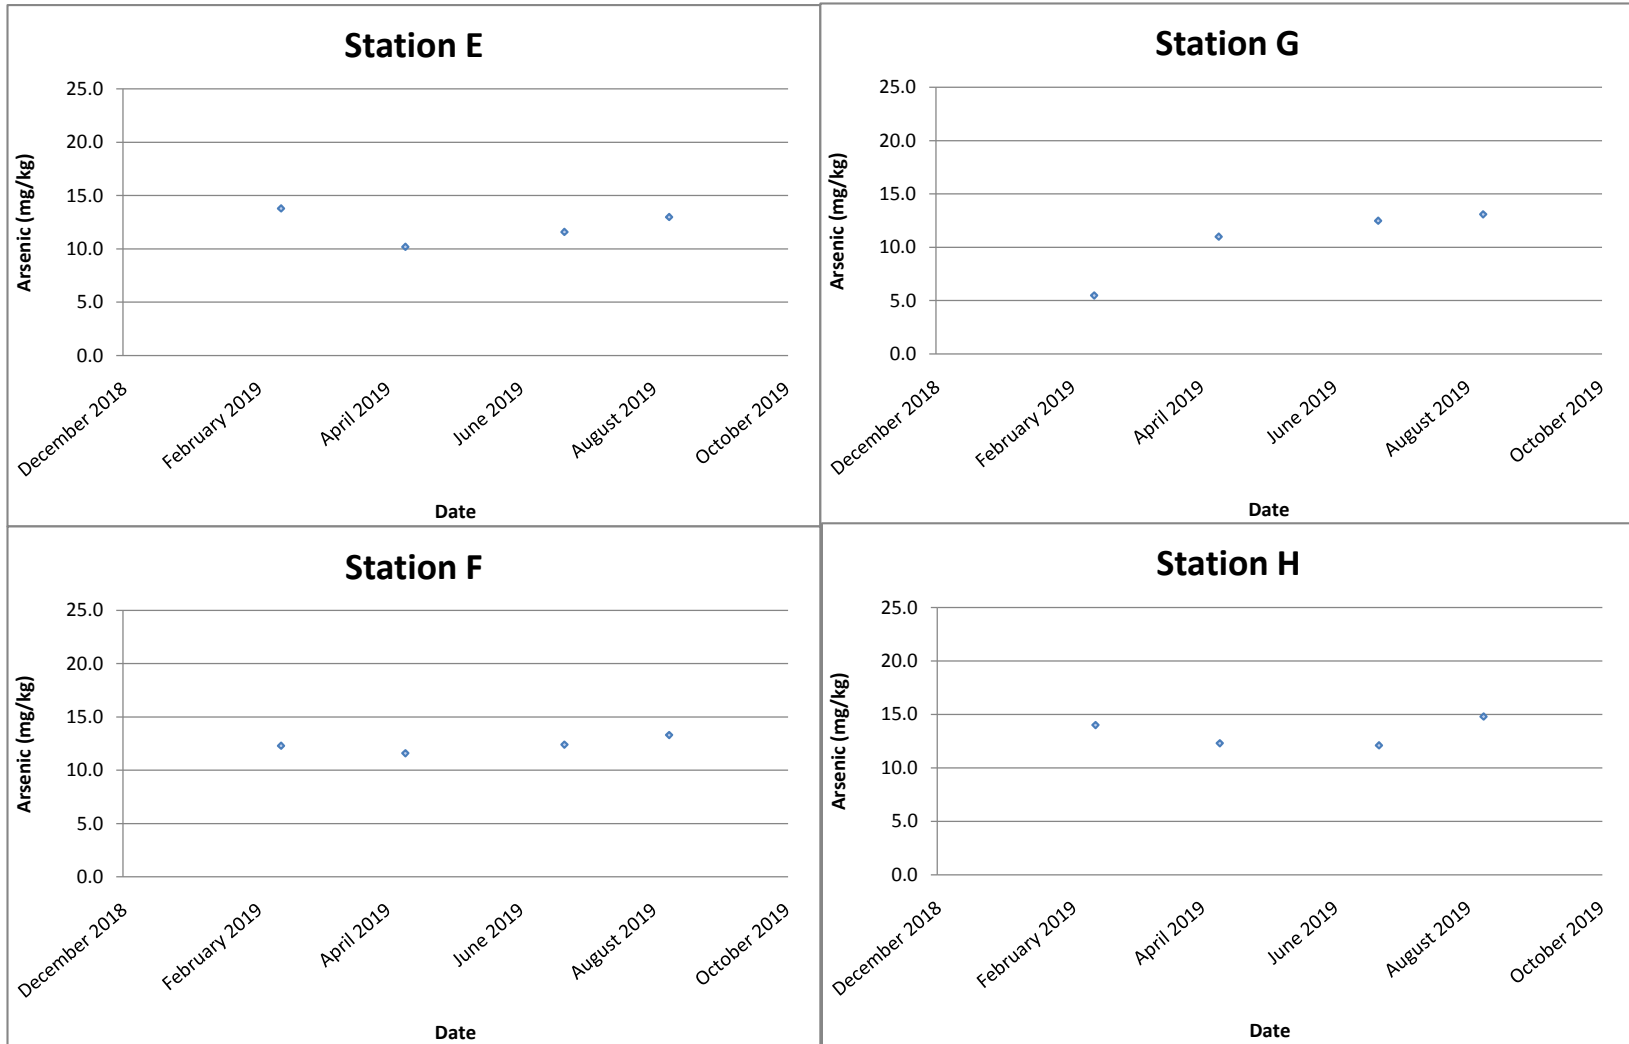 Station E
25.0
20.0
15.0
10.0
5.0
0.0
Arsenic (mg/kg)
December 2018
February 2019
April 2019
June 2019
August 2019
October 2019
Date
Station G
25.0
20.0
15.0
10.0
5.0
0.0
Arsenic (mg/kg)
December 2018
February 2019
April 2019
June 2019
August 2019
October 2019
Date
Station F
25.0
20.0
15.0
10.0
5.0
0.0
Arsenic (mg/kg)
December 2018
February 2019
April 2019
June 2019
August 2019
October 2019
Date
Station H
25.0
20.0
15.0
10.0
5.0
0.0
Arsenic (mg/kg)
December 2018
February 2019
April 2019
June 2019
August 2019
October 2019
Date